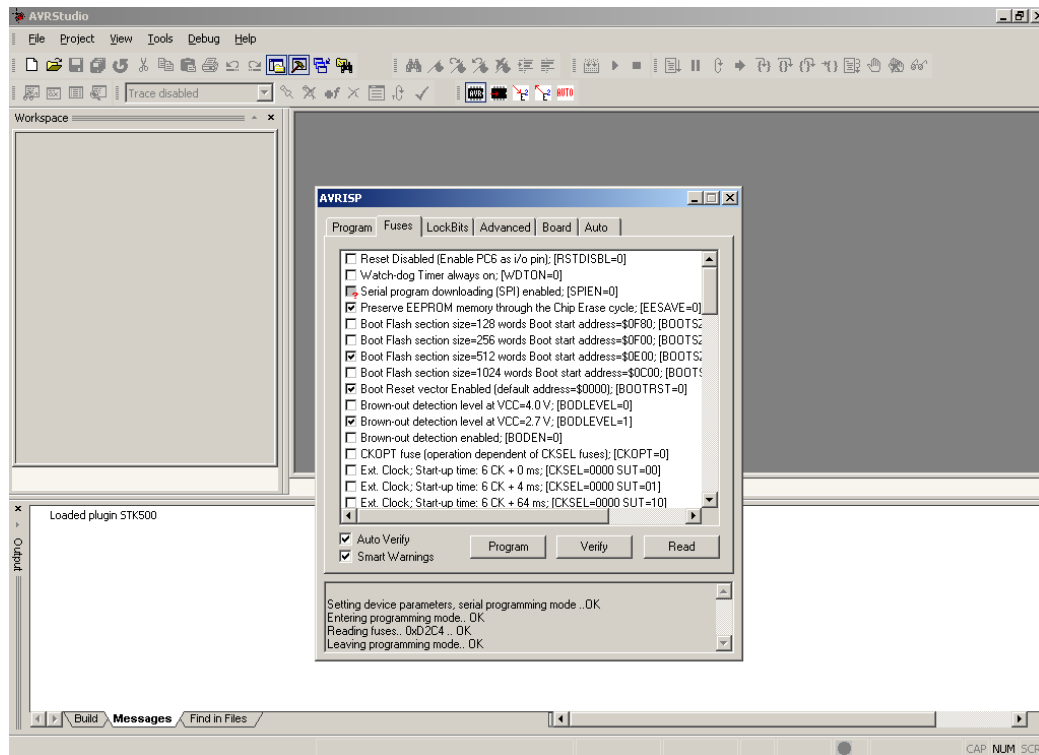 AVRStudio
File Project View Tools Debug Help
Trace disabled
AVR
AUTO
Workspace
AVRISP
Program Fuses LockBits Advanced Board Auto
Reset Disabled (Enable PC6 as i/o pin); [RSTDISBL=0]
Watch-dog Timer always on; [WDTON=0]
Serial program downloading (SPI) enabled; [SPIEN=0]
Preserve EEPROM memory through the Chip Erase cycle; [EESAVE=0]
Boot Flash section size=128 words Boot start address=$0F80; [BOOTSZ
Boot Flash section size=256 words Boot start address=$0F00; [BOOTSZ
Boot Flash section size=512 words Boot start address=$0E00; [BOOTSZ
Boot Flash section size=1024 words Boot start address=$0C00; [BOOTS
Boot Reset vector Enabled (default address=$0000); [BOOTRST=0]
Brown-out detection level at VCC=4.0 V; [BODLEVEL=0]
Brown-out detection level at VCC=2.7 V; [BODLEVEL=1]
Brown-out detection enabled; [BODEN=0]
CKOPT fuse (operation dependent of CKSEL fuses); [CKOPT=0]
Ext. Clock; Start-up time: 6 CK + 0 ms; [CKSEL=0000 SUT=00]
Ext. Clock; Start-up time: 6 CK + 4 ms; [CKSEL=0000 SUT=01]
Ext. Clock; Start-up time: 6 CK + 64 ms; [CKSEL=0000 SUT=10]
Auto Verify
Smart Warnings
Program Verify Read
Setting device parameters, serial programming mode ..OK
Entering programming mode.. OK
Reading fuses.. 0xD2C4 .. OK
Leaving programming mode.. OK
Output
Loaded plugin STK500
Build Messages Find in Files
CAP NUM SCR